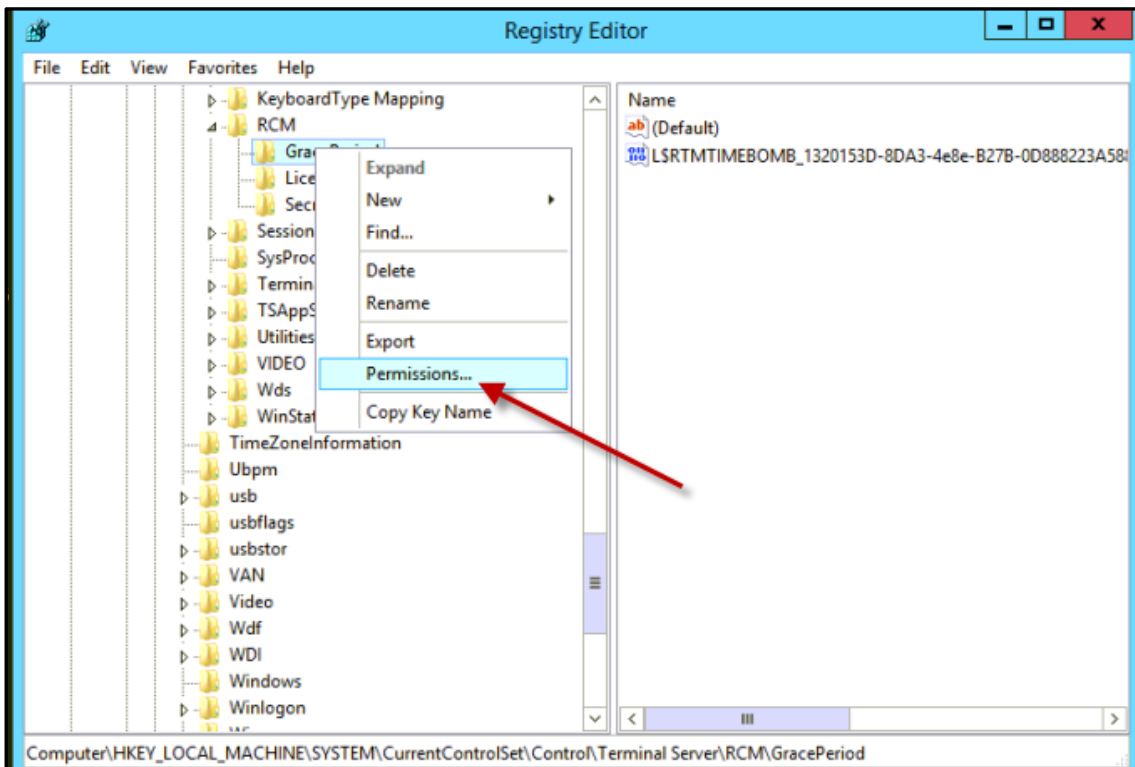 Registry Editor
File Edit View Favorites Help
KeyboardType Mapping
RCM
Expand
New
Find...
Session
Delete
Rename
Utilities
Export
VIDEO
Permissions...
Wds
Copy Key Name
TimeZoneInformation
Ubpm
usb
usbflags
usbstor
VAN
Video
Wdf
WDI
Windows
Winlogon
Name
(Default)
L$RTMTIMEBOMB_1320153D-8DA3-4e8e-B27B-0D888223A58
Computer\HKEY_LOCAL_MACHINE\SYSTEM\CurrentControlSet\Control\Terminal Server\RCM\GracePeriod